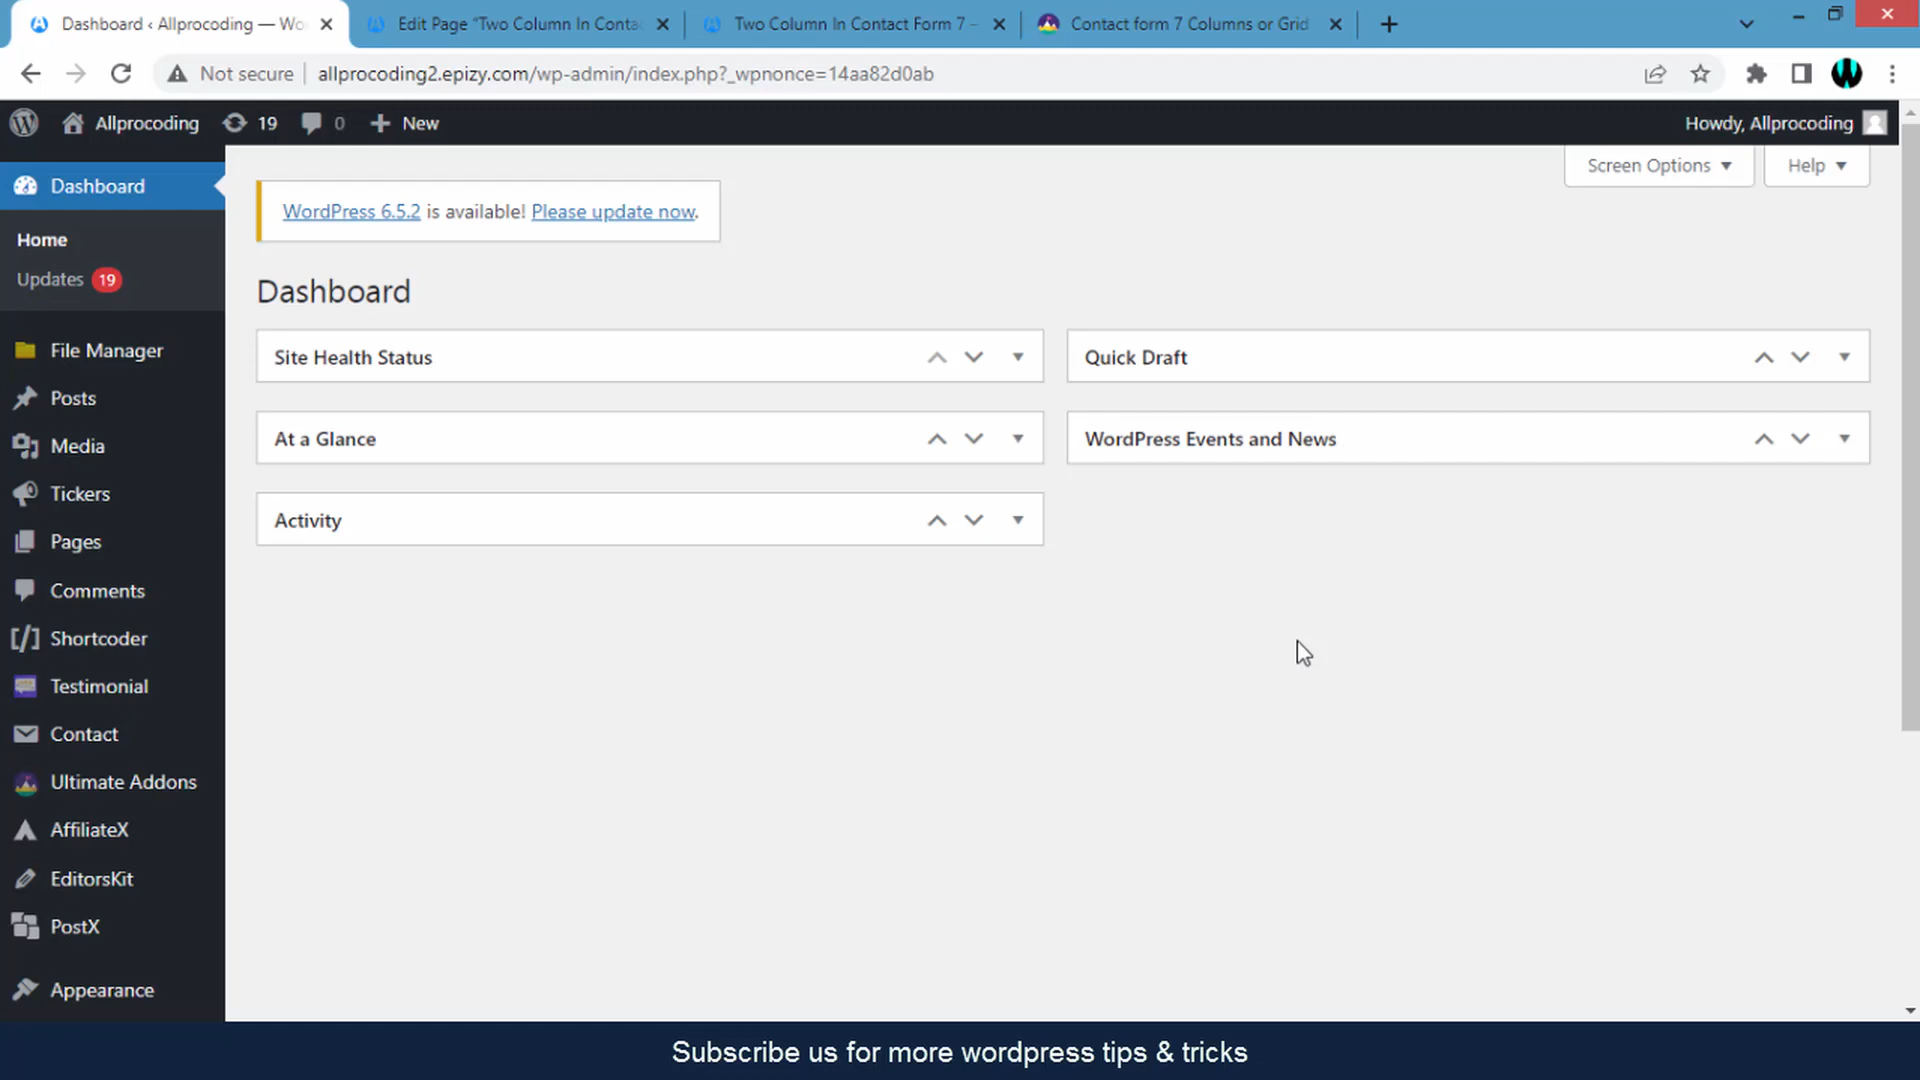 Dashboard ‹ Allprocoding — Wo
Edit Page "Two Column In Conta
Two Column In Contact Form 7 –
Contact form 7 Columns or Grid
Not secure
allprocoding2.epizy.com/wp-admin/index.php?_wpnonce=14aa82d0ab
Allprocoding
19
0
New
Howdy, Allprocoding
Screen Options
Help
Dashboard
Home
Updates 19
File Manager
Posts
Media
Tickers
Pages
Comments
Shortcoder
Testimonial
Contact
Ultimate Addons
AffiliateX
EditorsKit
PostX
Appearance
WordPress 6.5.2 is available! Please update now.
Dashboard
Site Health Status
At a Glance
Activity
Quick Draft
WordPress Events and News
Subscribe us for more wordpress tips & tricks